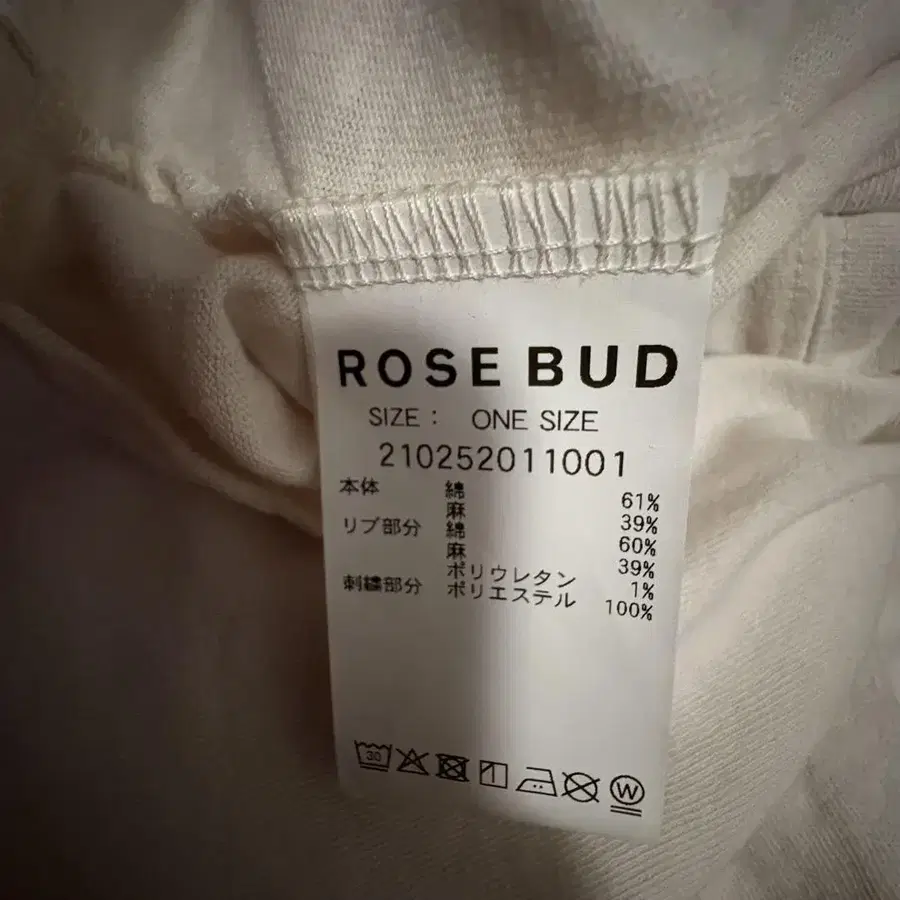 ROSE BUD
SIZE： ONE SIZE
210252011001
本体 綿 61%
麻 39%
リブ部分 綿 60%
麻 39%
ポリウレタン 1%
刺繍部分 ポリエステル 100%
30 W